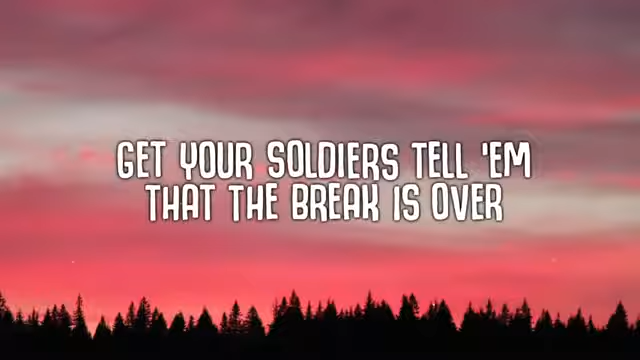 GET YOUR SOLDIERS TELL 'EM
THAT THE BREAK IS OVER